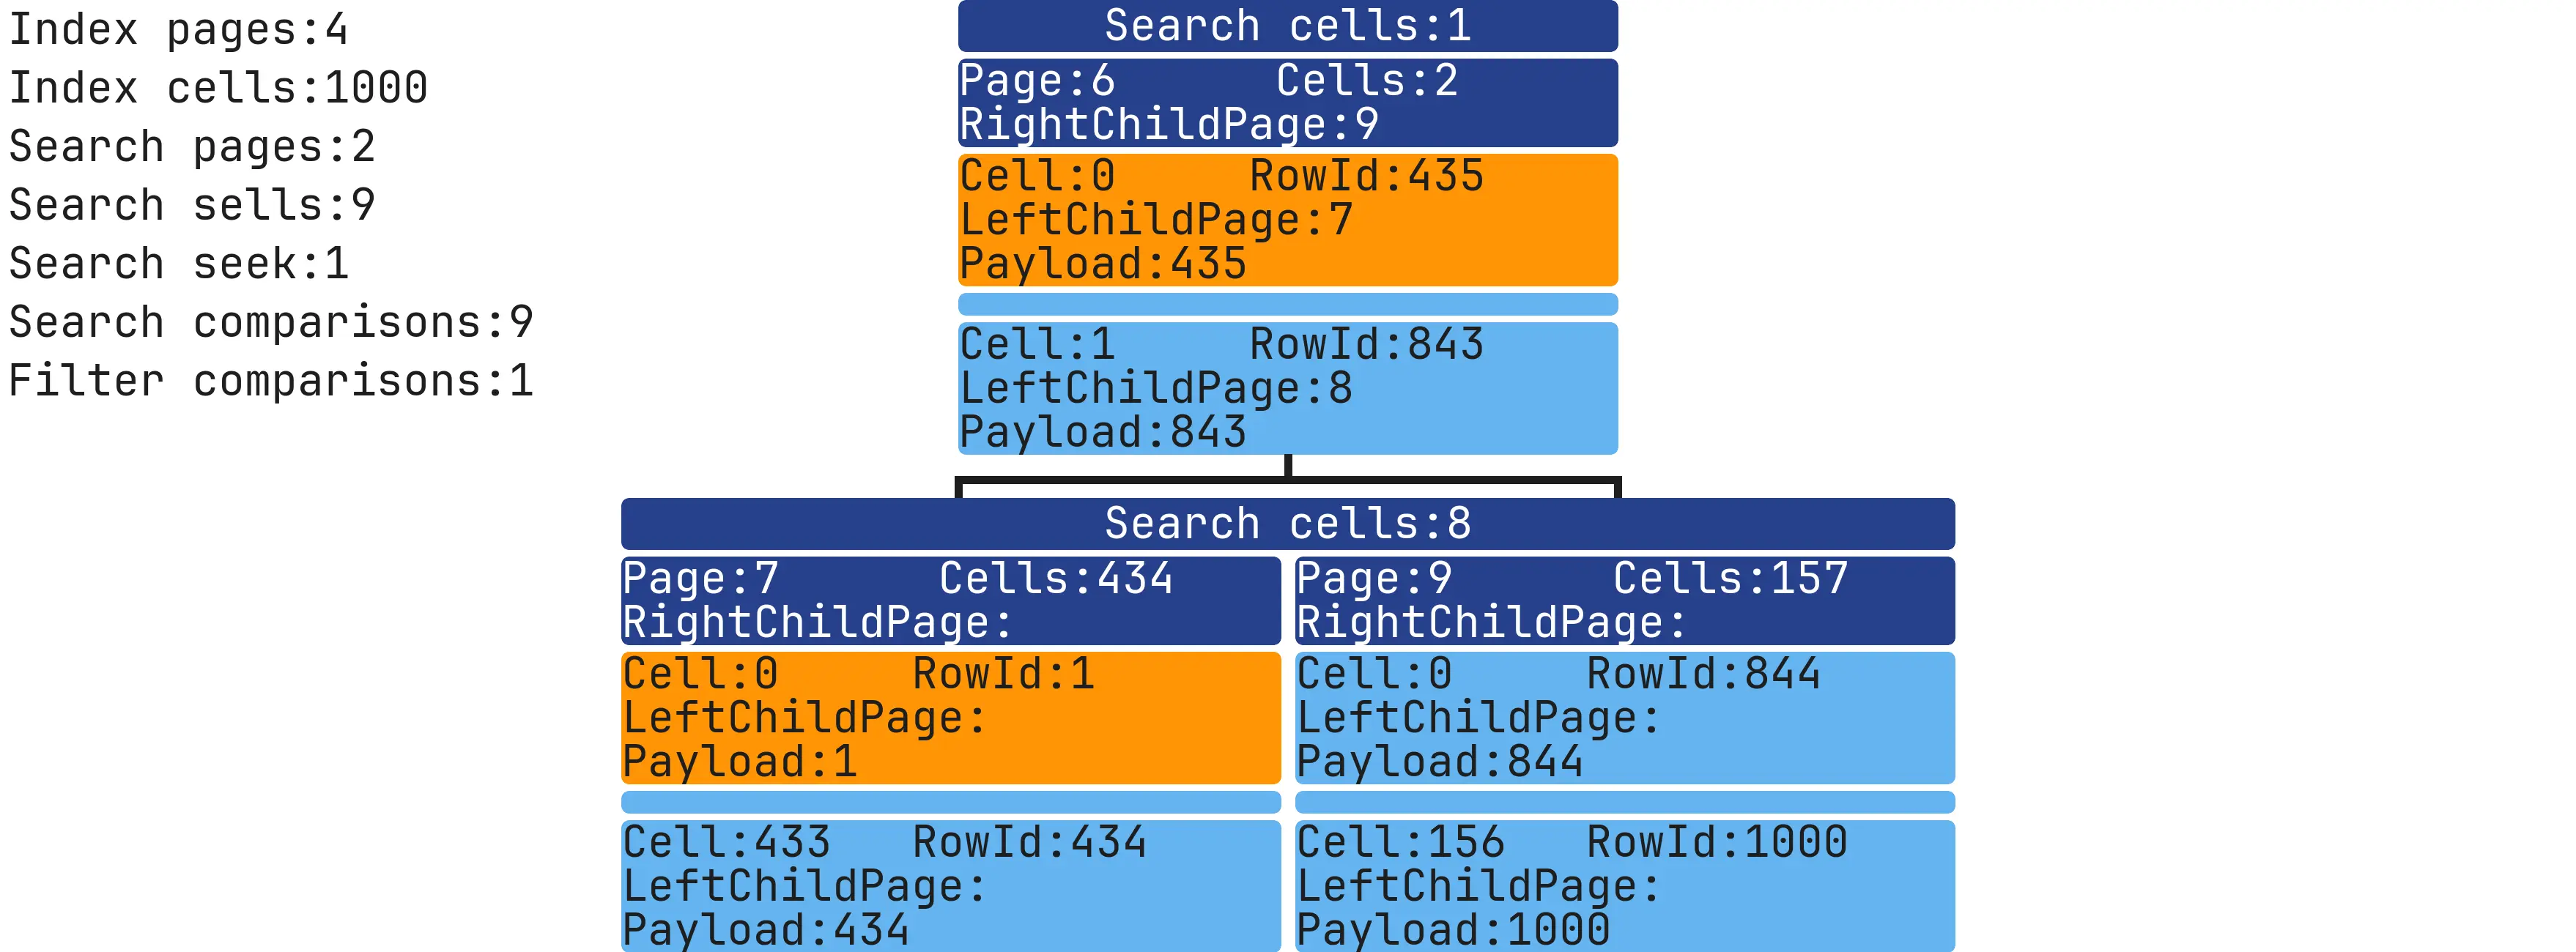 Index pages:4
Index cells:1000
Search pages:2
Search sells:9
Search seek:1
Search comparisons:9
Filter comparisons:1
Search cells:1
Page:6 Cells:2
RightChildPage:9
Cell:0 RowId:435
LeftChildPage:7
Payload:435
Cell:1 RowId:843
LeftChildPage:8
Payload:843
Search cells:8
Page:7 Cells:434
RightChildPage:
Cell:0 RowId:1
LeftChildPage:
Payload:1
Cell:433 RowId:434
LeftChildPage:
Payload:434
Page:9 Cells:157
RightChildPage:
Cell:0 RowId:844
LeftChildPage:
Payload:844
Cell:156 RowId:1000
LeftChildPage:
Payload:1000